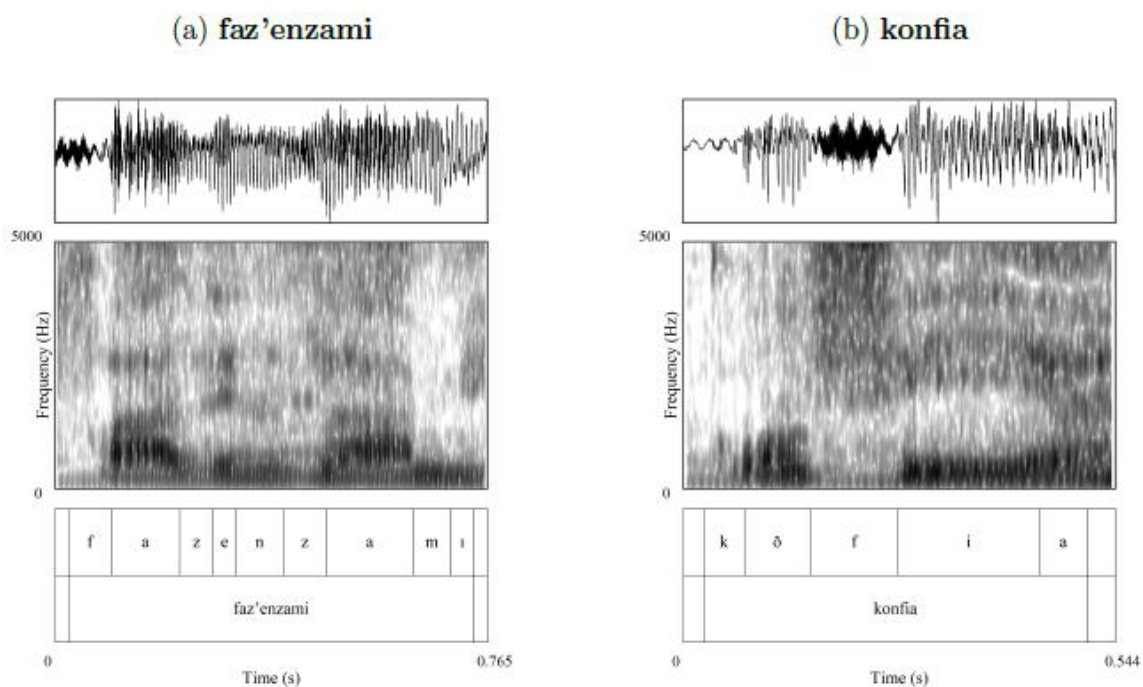 (a) faz'enzami
5000
Frequency (Hz)
0
f a z e n z a m ɪ
faz'enzami
0 0.765
Time (s)
(b) konfia
5000
Frequency (Hz)
0
k õ f i a
konfia
0 0.544
Time (s)